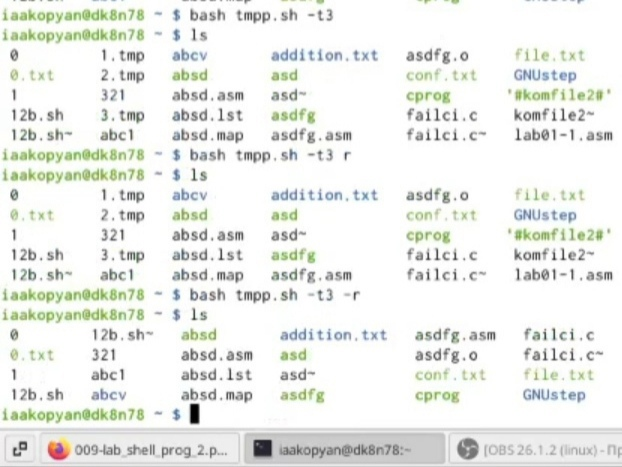 iaakopyan@dk8n78 ~ $ bash tmpp.sh -t3
iaakopyan@dk8n78 ~ $ ls
0 1.tmp abcv addition.txt asdfg.o file.txt
0.txt 2.tmp absd asd conf.txt GNUstep
1 321 absd.asm asd~ cprog '#komfile2#'
12b.sh 3.tmp absd.lst asdfg failci.c komfile2~
12b.sh~ abc1 absd.map asdfg.asm failci.c~ lab01-1.asm
iaakopyan@dk8n78 ~ $ bash tmpp.sh -t3 r
iaakopyan@dk8n78 ~ $ ls
0 1.tmp abcv addition.txt asdfg.o file.txt
0.txt 2.tmp absd asd conf.txt GNUstep
1 321 absd.asm asd~ cprog '#komfile2#'
12b.sh 3.tmp absd.lst asdfg failci.c komfile2~
12b.sh~ abc1 absd.map asdfg.asm failci.c~ lab01-1.asm
iaakopyan@dk8n78 ~ $ bash tmpp.sh -t3 -r
iaakopyan@dk8n78 ~ $ ls
0 12b.sh~ absd addition.txt asdfg.asm failci.c
0.txt 321 absd.asm asd asdfg.o failci.c~
1 abc1 absd.lst asd~ conf.txt file.txt
12b.sh abcv absd.map asdfg cprog GNUstep
iaakopyan@dk8n78 ~ $
009-lab_shell_prog_2.p... iaakopyan@dk8n78:~ [OBS 26.1.2 (linux) - Пр